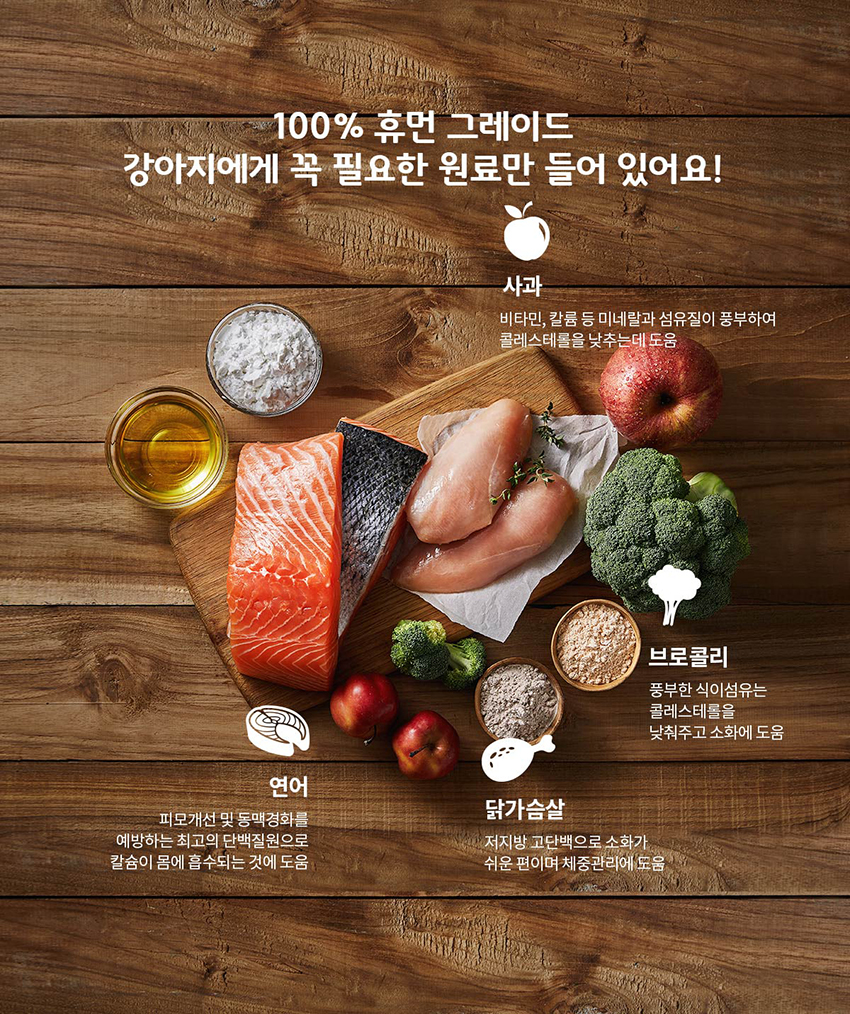 100% 휴먼 그레이드
강아지에게 꼭 필요한 원료만 들어 있어요!
사과
비타민, 칼륨 등 미네랄과 섬유질이 풍부하여
콜레스테롤을 낮추는데 도움
브로콜리
풍부한 식이섬유는
콜레스테롤을
낮춰주고 소화에 도움
연어
피모개선 및 동맥경화를
예방하는 최고의 단백질원으로
칼슘이 몸에 흡수되는 것에 도움
닭가슴살
저지방 고단백으로 소화가
쉬운 편이며 체중관리에 도움